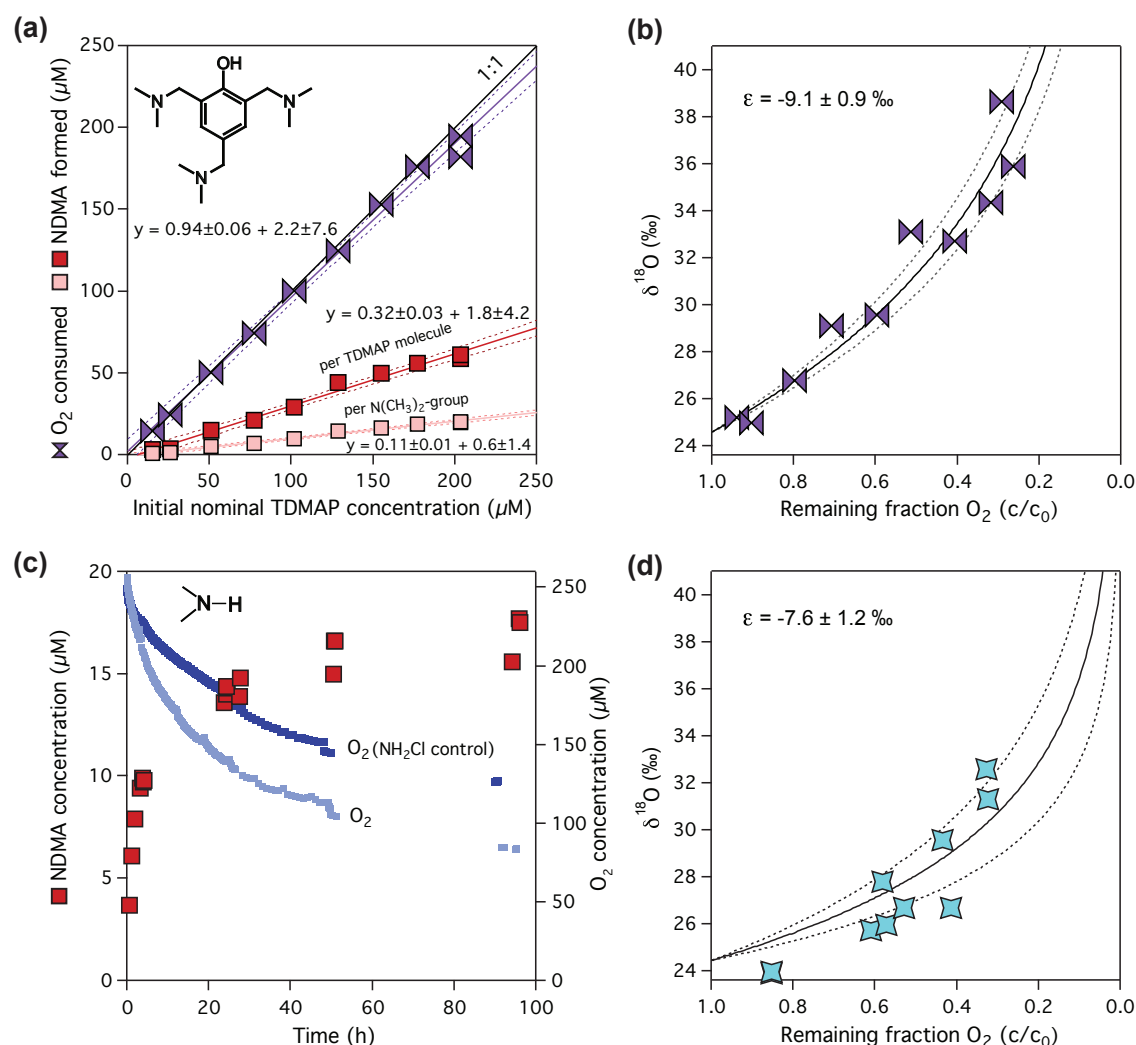 (a)
250
200
150
100
50
0
0
50
100
150
200
250
O₂ consumed
NDMA formed (µM)
Initial nominal TDMAP concentration (µM)
OH
N
N
N
1:1
y = 0.94±0.06 + 2.2±7.6
y = 0.32±0.03 + 1.8±4.2
per TDMAP molecule
per N(CH₃)₂-group
y = 0.11±0.01 + 0.6±1.4
(b)
ε = -9.1 ± 0.9 ‰
40
38
36
34
32
30
28
26
24
δ¹⁸O (‰)
1.0
0.8
0.6
0.4
0.2
0.0
Remaining fraction O₂ (c/c₀)
(c)
20
15
10
5
0
NDMA concentration (µM)
N-H
O₂ (NH₂Cl control)
O₂
250
200
150
100
50
0
O₂ concentration (µM)
0
20
40
60
80
100
Time (h)
(d)
ε = -7.6 ± 1.2 ‰
40
38
36
34
32
30
28
26
24
δ¹⁸O (‰)
1.0
0.8
0.6
0.4
0.2
0.0
Remaining fraction O₂ (c/c₀)